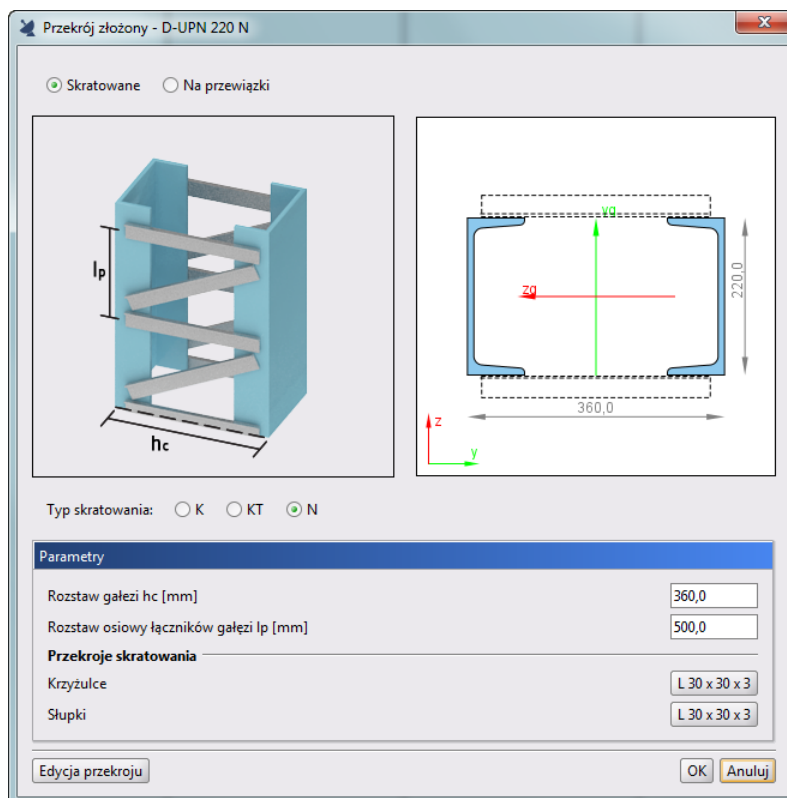 Przekrój złożony - D-UPN 220 N
Skratowane Na przewiązki
lp
hc
yg
zg
220,0
360,0
z
y
Typ skratowania: K KT N
Parametry
Rozstaw gałezi hc [mm] 360,0
Rozstaw osiowy łączników gałęzi lp [mm] 500,0
Przekroje skratowania
Krzyżulce L 30 x 30 x 3
Słupki L 30 x 30 x 3
Edycja przekroju OK Anuluj